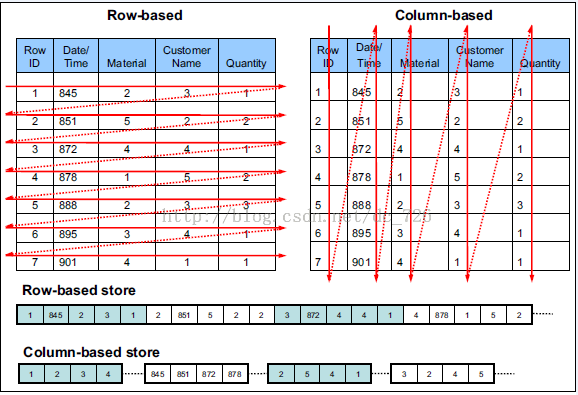 Row-based
Row ID Date/ Time Material Customer Name Quantity
1 845 2 3 1
2 851 5 2 2
3 872 4 4 1
4 878 1 5 2
5 888 2 3 3
6 895 3 4 1
7 901 4 1 1
Column-based
Row ID Date/ Time Material Customer Name Quantity
1 845 2 3 1
2 851 5 2 2
3 872 4 4 1
4 878 1 5 2
5 888 2 3 3
6 895 3 4 1
7 901 4 1 1
Row-based store
1 845 2 3 1 2 851 5 2 2 3 872 4 4 1 4 878 1 5 2
Column-based store
1 2 3 4 845 851 872 878 2 5 4 1 3 2 4 5